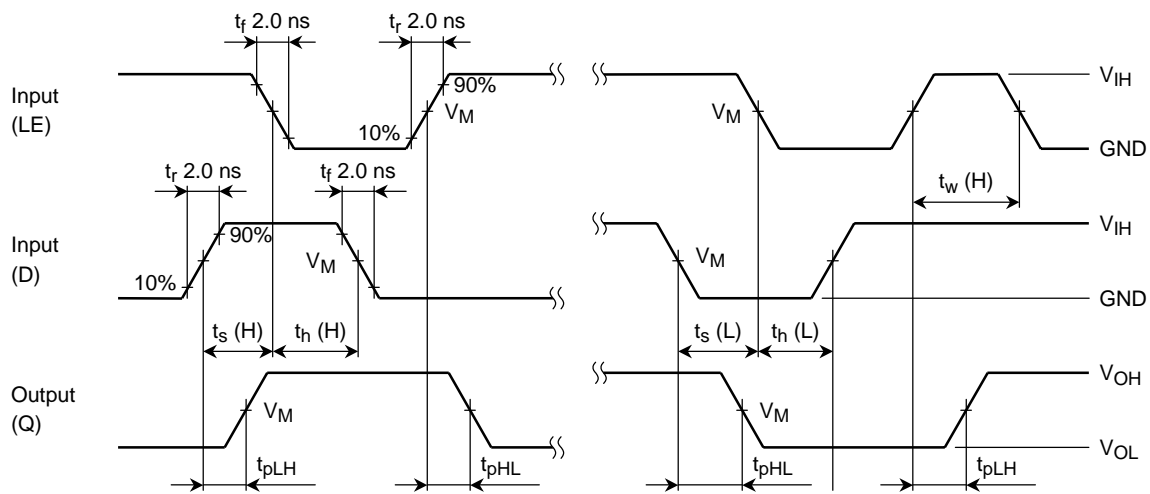 tf 2.0 ns
tr 2.0 ns
Input
(LE)
90%
VM
10%
VM
VIH
GND
tr 2.0 ns
tf 2.0 ns
tw (H)
Input
(D)
90%
VM
10%
VM
VIH
GND
ts (H)
th (H)
ts (L)
th (L)
Output
(Q)
VM
VM
VOH
VOL
tpLH
tpHL
tpHL
tpLH